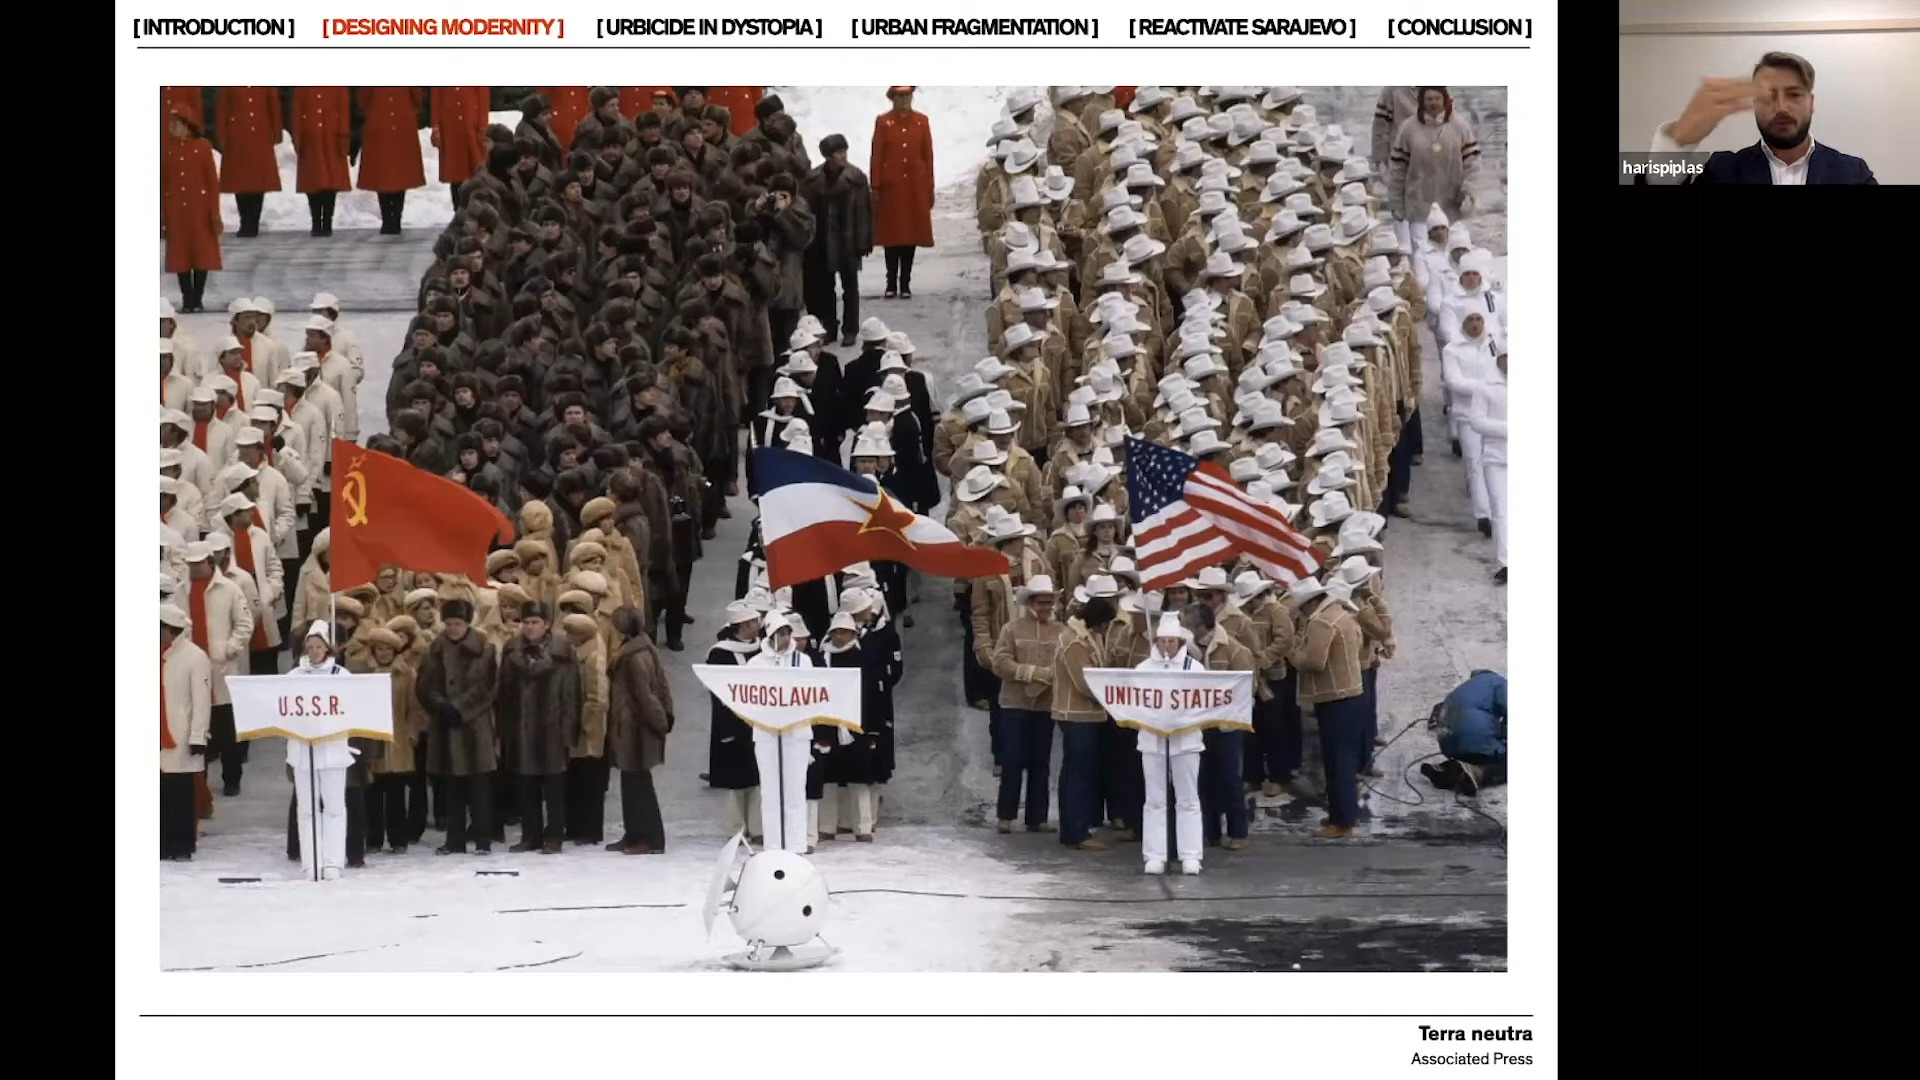 [ INTRODUCTION ] [ DESIGNING MODERNITY ] [ URBICIDE IN DYSTOPIA ] [ URBAN FRAGMENTATION ] [ REACTIVATE SARAJEVO ] [ CONCLUSION ]
harispiplas
U.S.S.R.
YUGOSLAVIA
UNITED STATES
Terra neutra
Associated Press